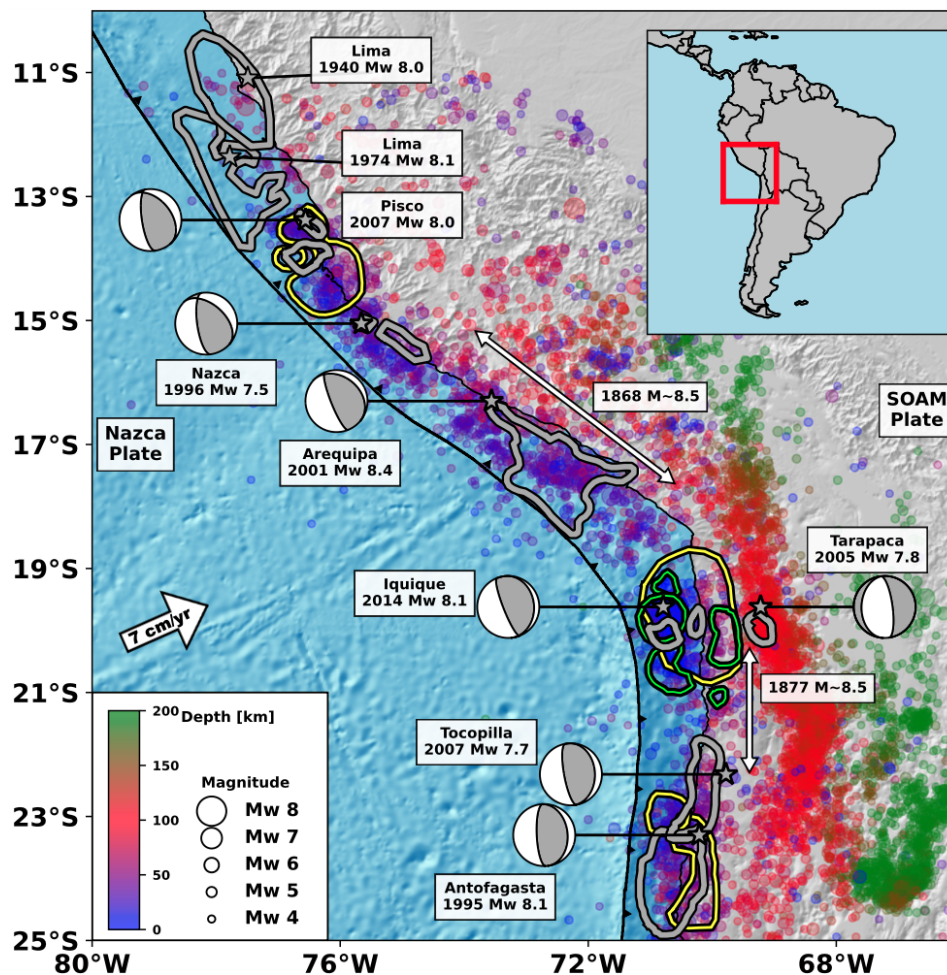 11°S
13°S
15°S
17°S
19°S
21°S
23°S
25°S
80°W
76°W
72°W
68°W
Lima
1940 Mw 8.0
Lima
1974 Mw 8.1
Pisco
2007 Mw 8.0
Nazca
1996 Mw 7.5
Arequipa
2001 Mw 8.4
Nazca
Plate
1868 M~8.5
SOAM
Plate
Tarapaca
2005 Mw 7.8
Iquique
2014 Mw 8.1
7 cm/yr
1877 M~8.5
Tocopilla
2007 Mw 7.7
Antofagasta
1995 Mw 8.1
Depth [km]
200
150
100
50
0
Magnitude
Mw 8
Mw 7
Mw 6
Mw 5
Mw 4